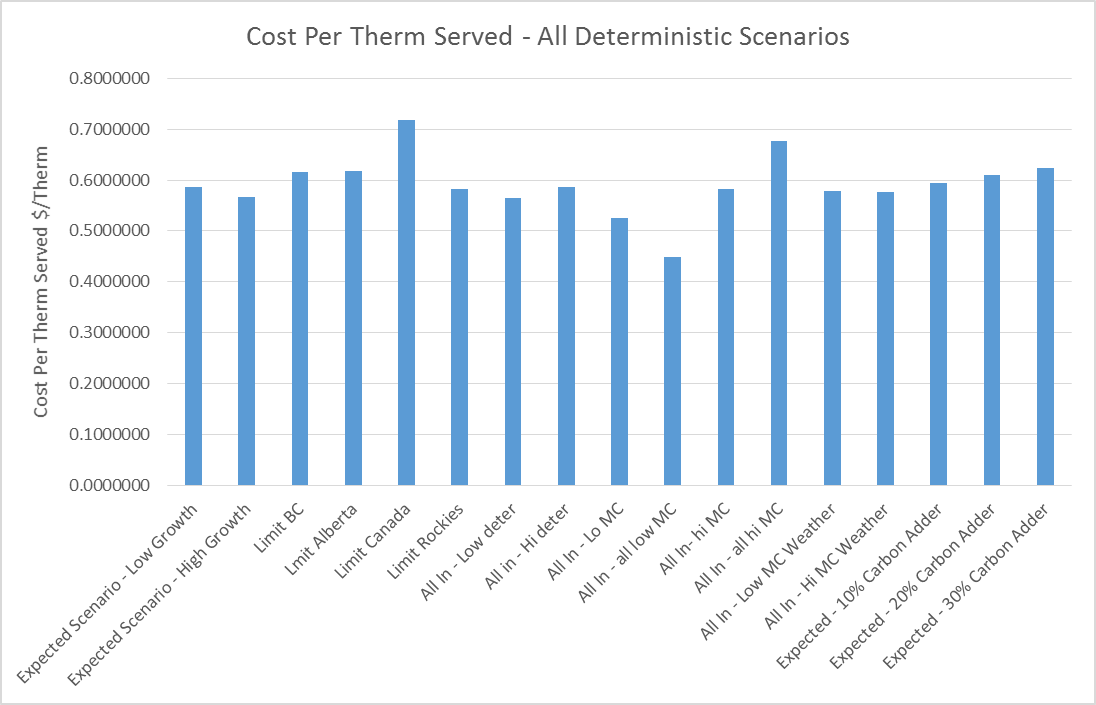 Cost Per Therm Served - All Deterministic Scenarios
Cost Per Therm Served $/Therm
0.8000000
0.7000000
0.6000000
0.5000000
0.4000000
0.3000000
0.2000000
0.1000000
0.0000000
Expected Scenario - Low Growth
Expected Scenario - High Growth
Limit BC
Lmit Alberta
Limt Canada
Limt Rockies
All In - Low deter
All in - Hi deter
All In - Lo MC
All In - all low MC
All In- hi MC
All In - all hi MC
All In - Low MC Weather
All In - Hi MC Weather
Expected - 10% Carbon Adder
Expected - 20% Carbon Adder
Expected - 30% Carbon Adder